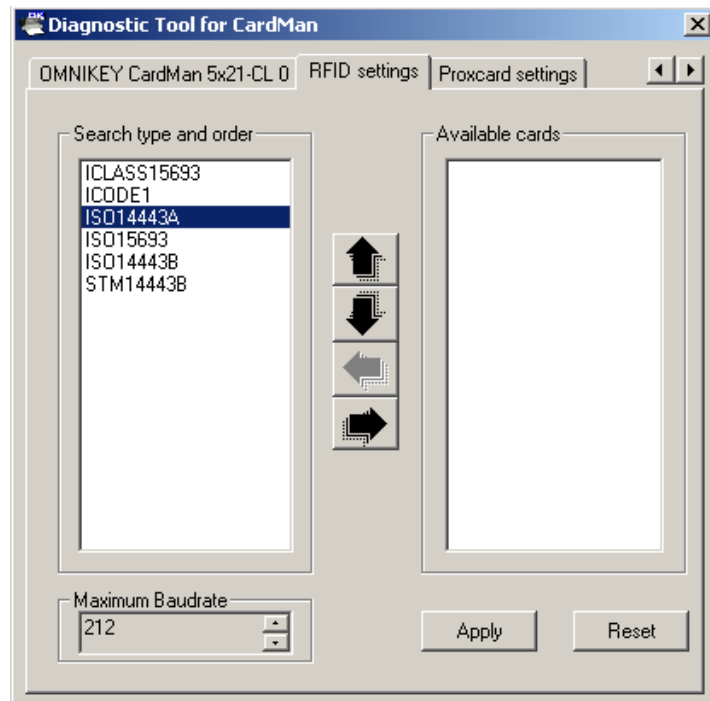 Diagnostic Tool for CardMan
OMNIKEY CardMan 5x21-CL 0
RFID settings
Proxcard settings
Search type and order
Available cards
ICLASS15693
ICODE1
ISO14443A
ISO15693
ISO14443B
STM14443B
Maximum Baudrate
212
Apply
Reset